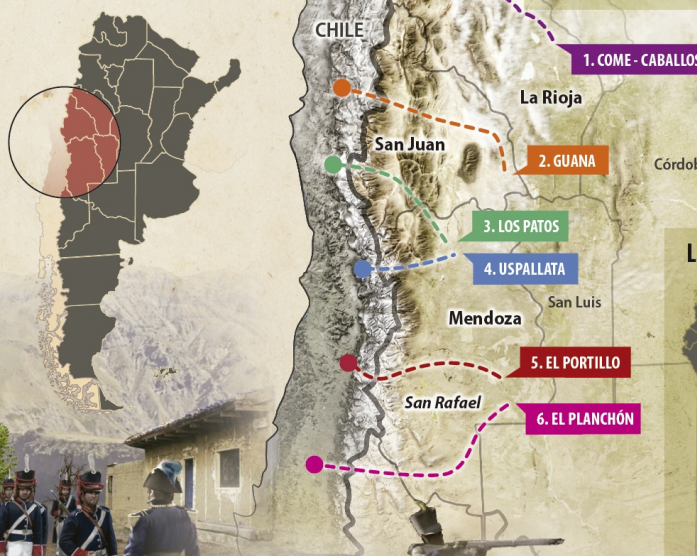 CHILE
1. COME - CABALLOS
La Rioja
San Juan
2. GUANA
3. LOS PATOS
4. USPALLATA
San Luis
Mendoza
5. EL PORTILLO
San Rafael
6. EL PLANCHÓN